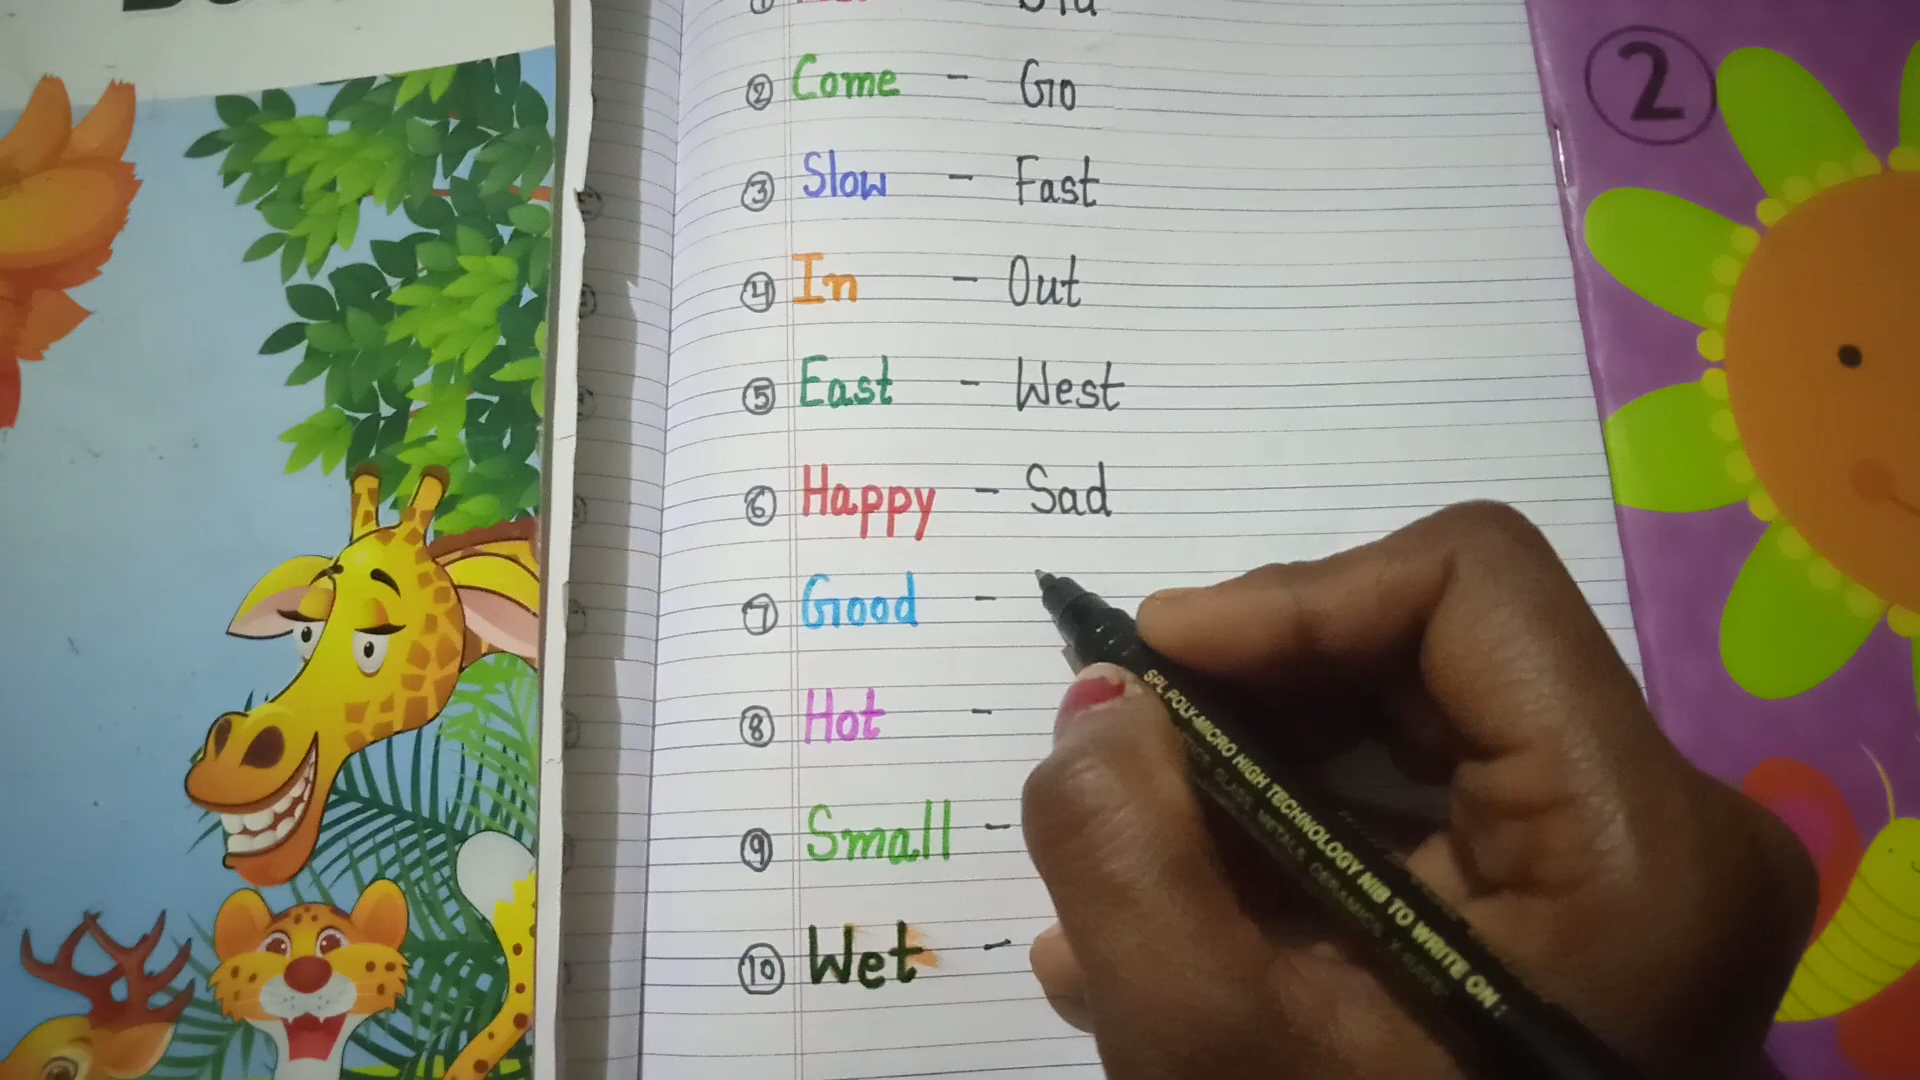 ② Come - Go
③ Slow - Fast
④ In - Out
⑤ East - West
⑥ Happy - Sad
⑦ Good -
⑧ Hot -
⑨ Small -
⑩ Wet -
2
SPL POLY-MICRO HIGH TECHNOLOGY NIB TO WRITE ON: